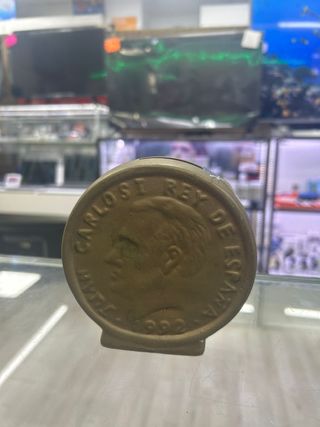 JUAN CARLOS I REY DE ESPAÑA
1992